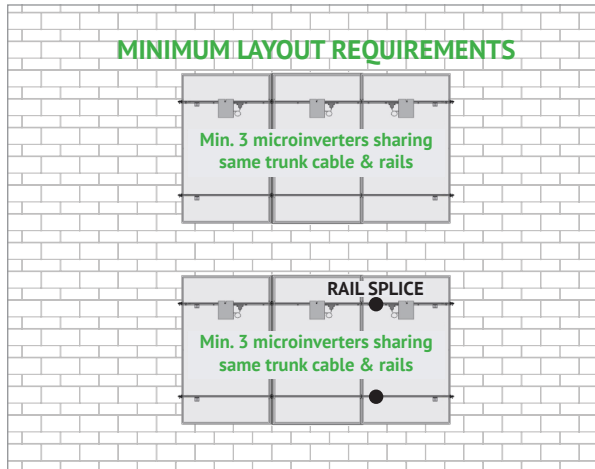 MINIMUM LAYOUT REQUIREMENTS
Min. 3 microinverters sharing
same trunk cable & rails
RAIL SPLICE
Min. 3 microinverters sharing
same trunk cable & rails